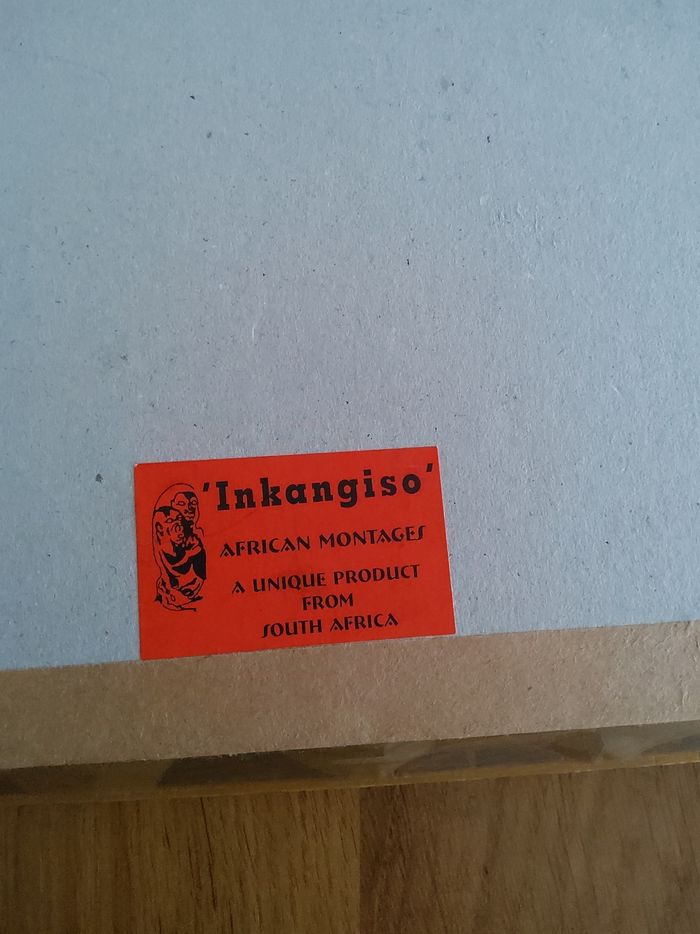 'Inkangiso'
AFRICAN MONTAGES
A UNIQUE PRODUCT
FROM
SOUTH AFRICA